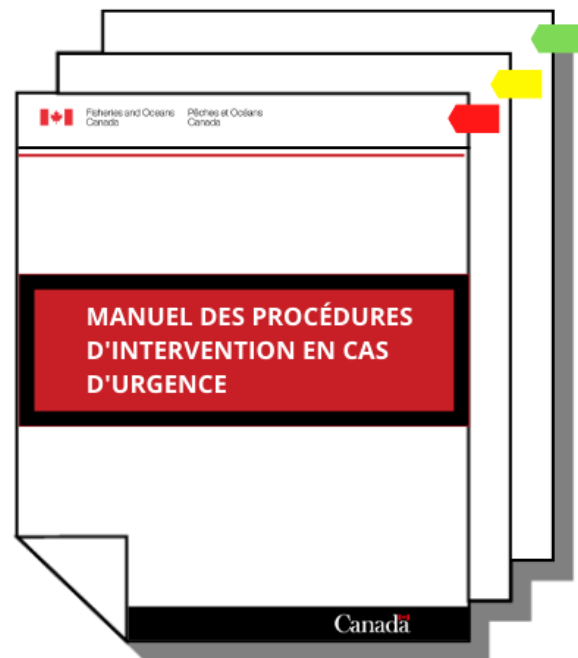 Fisheries and Oceans Pêches et Océans
Canada Canada
MANUEL DES PROCÉDURES
D'INTERVENTION EN CAS
D'URGENCE
Canada